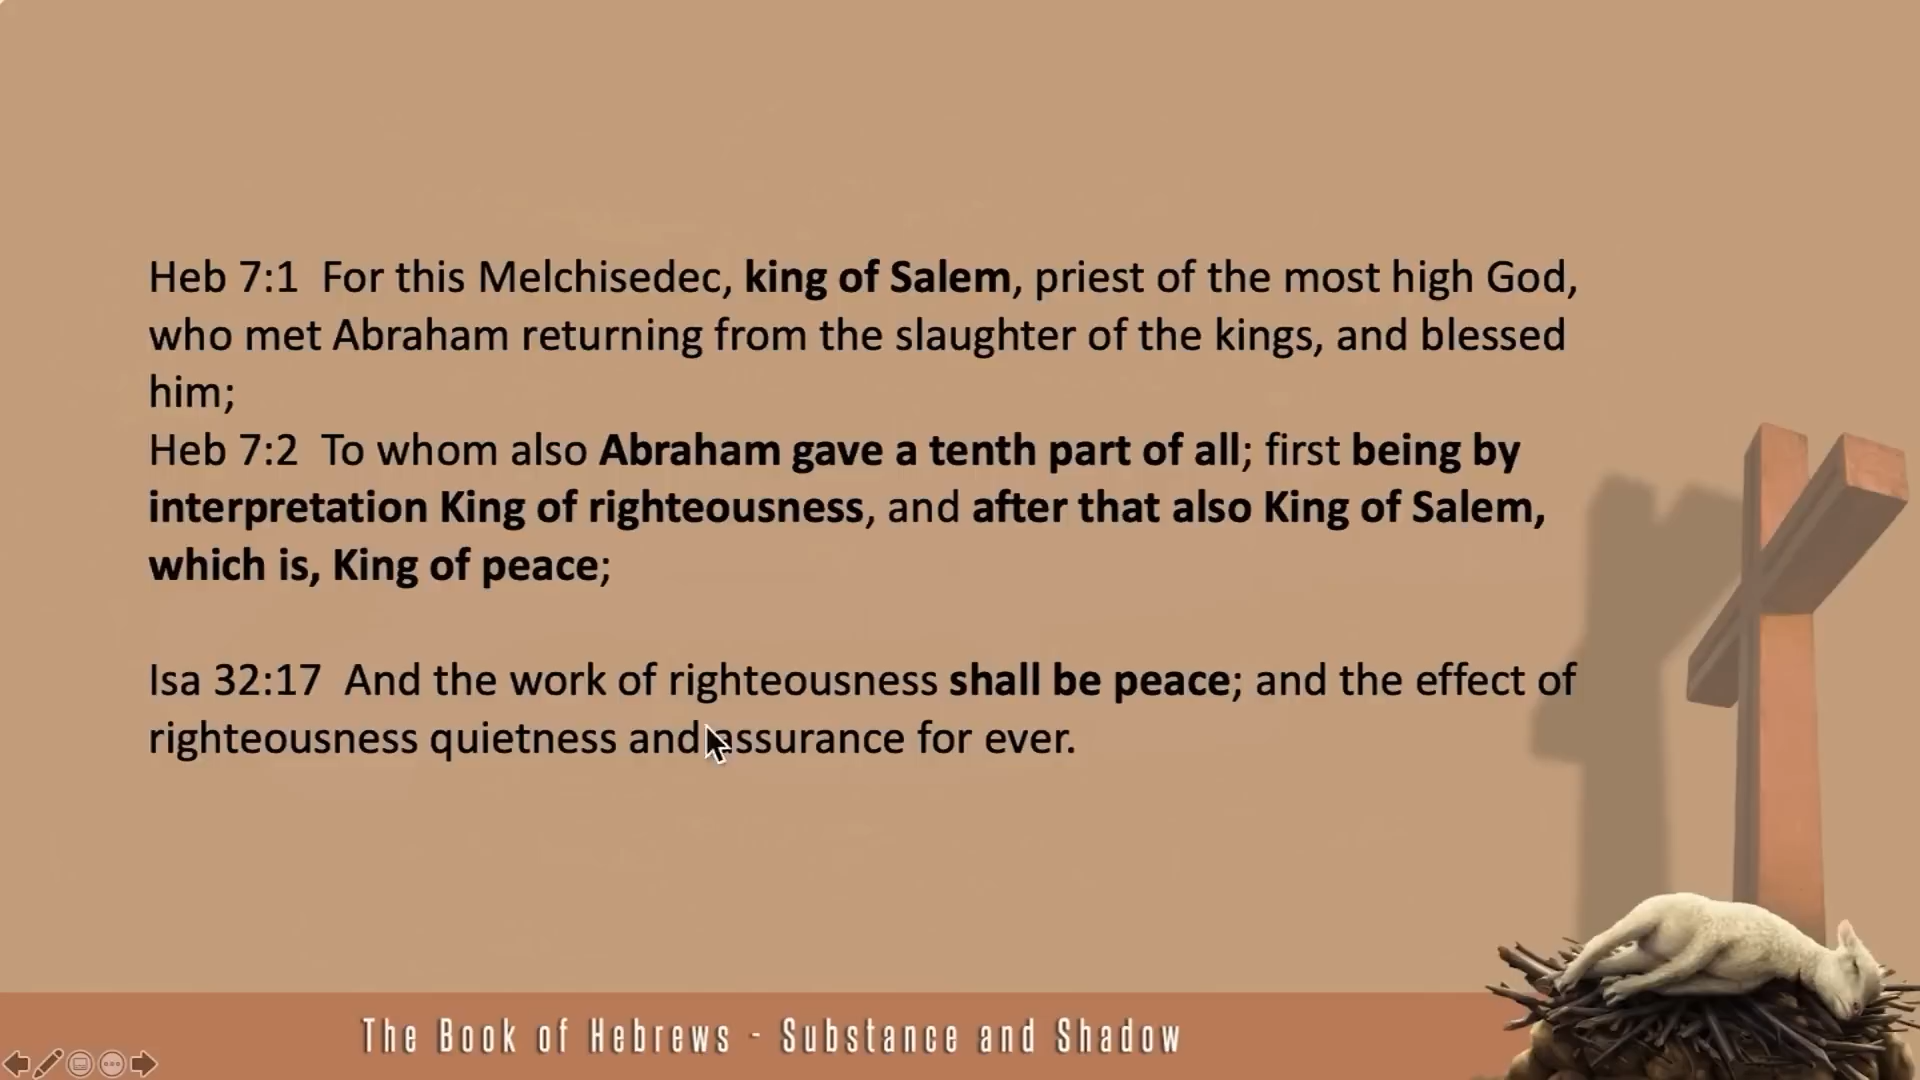 Heb 7:1  For this Melchisedec, king of Salem, priest of the most high God,
who met Abraham returning from the slaughter of the kings, and blessed
him;
Heb 7:2  To whom also Abraham gave a tenth part of all; first being by
interpretation King of righteousness, and after that also King of Salem,
which is, King of peace;
Isa 32:17  And the work of righteousness shall be peace; and the effect of
righteousness quietness and assurance for ever.
The Book of Hebrews - Substance and Shadow